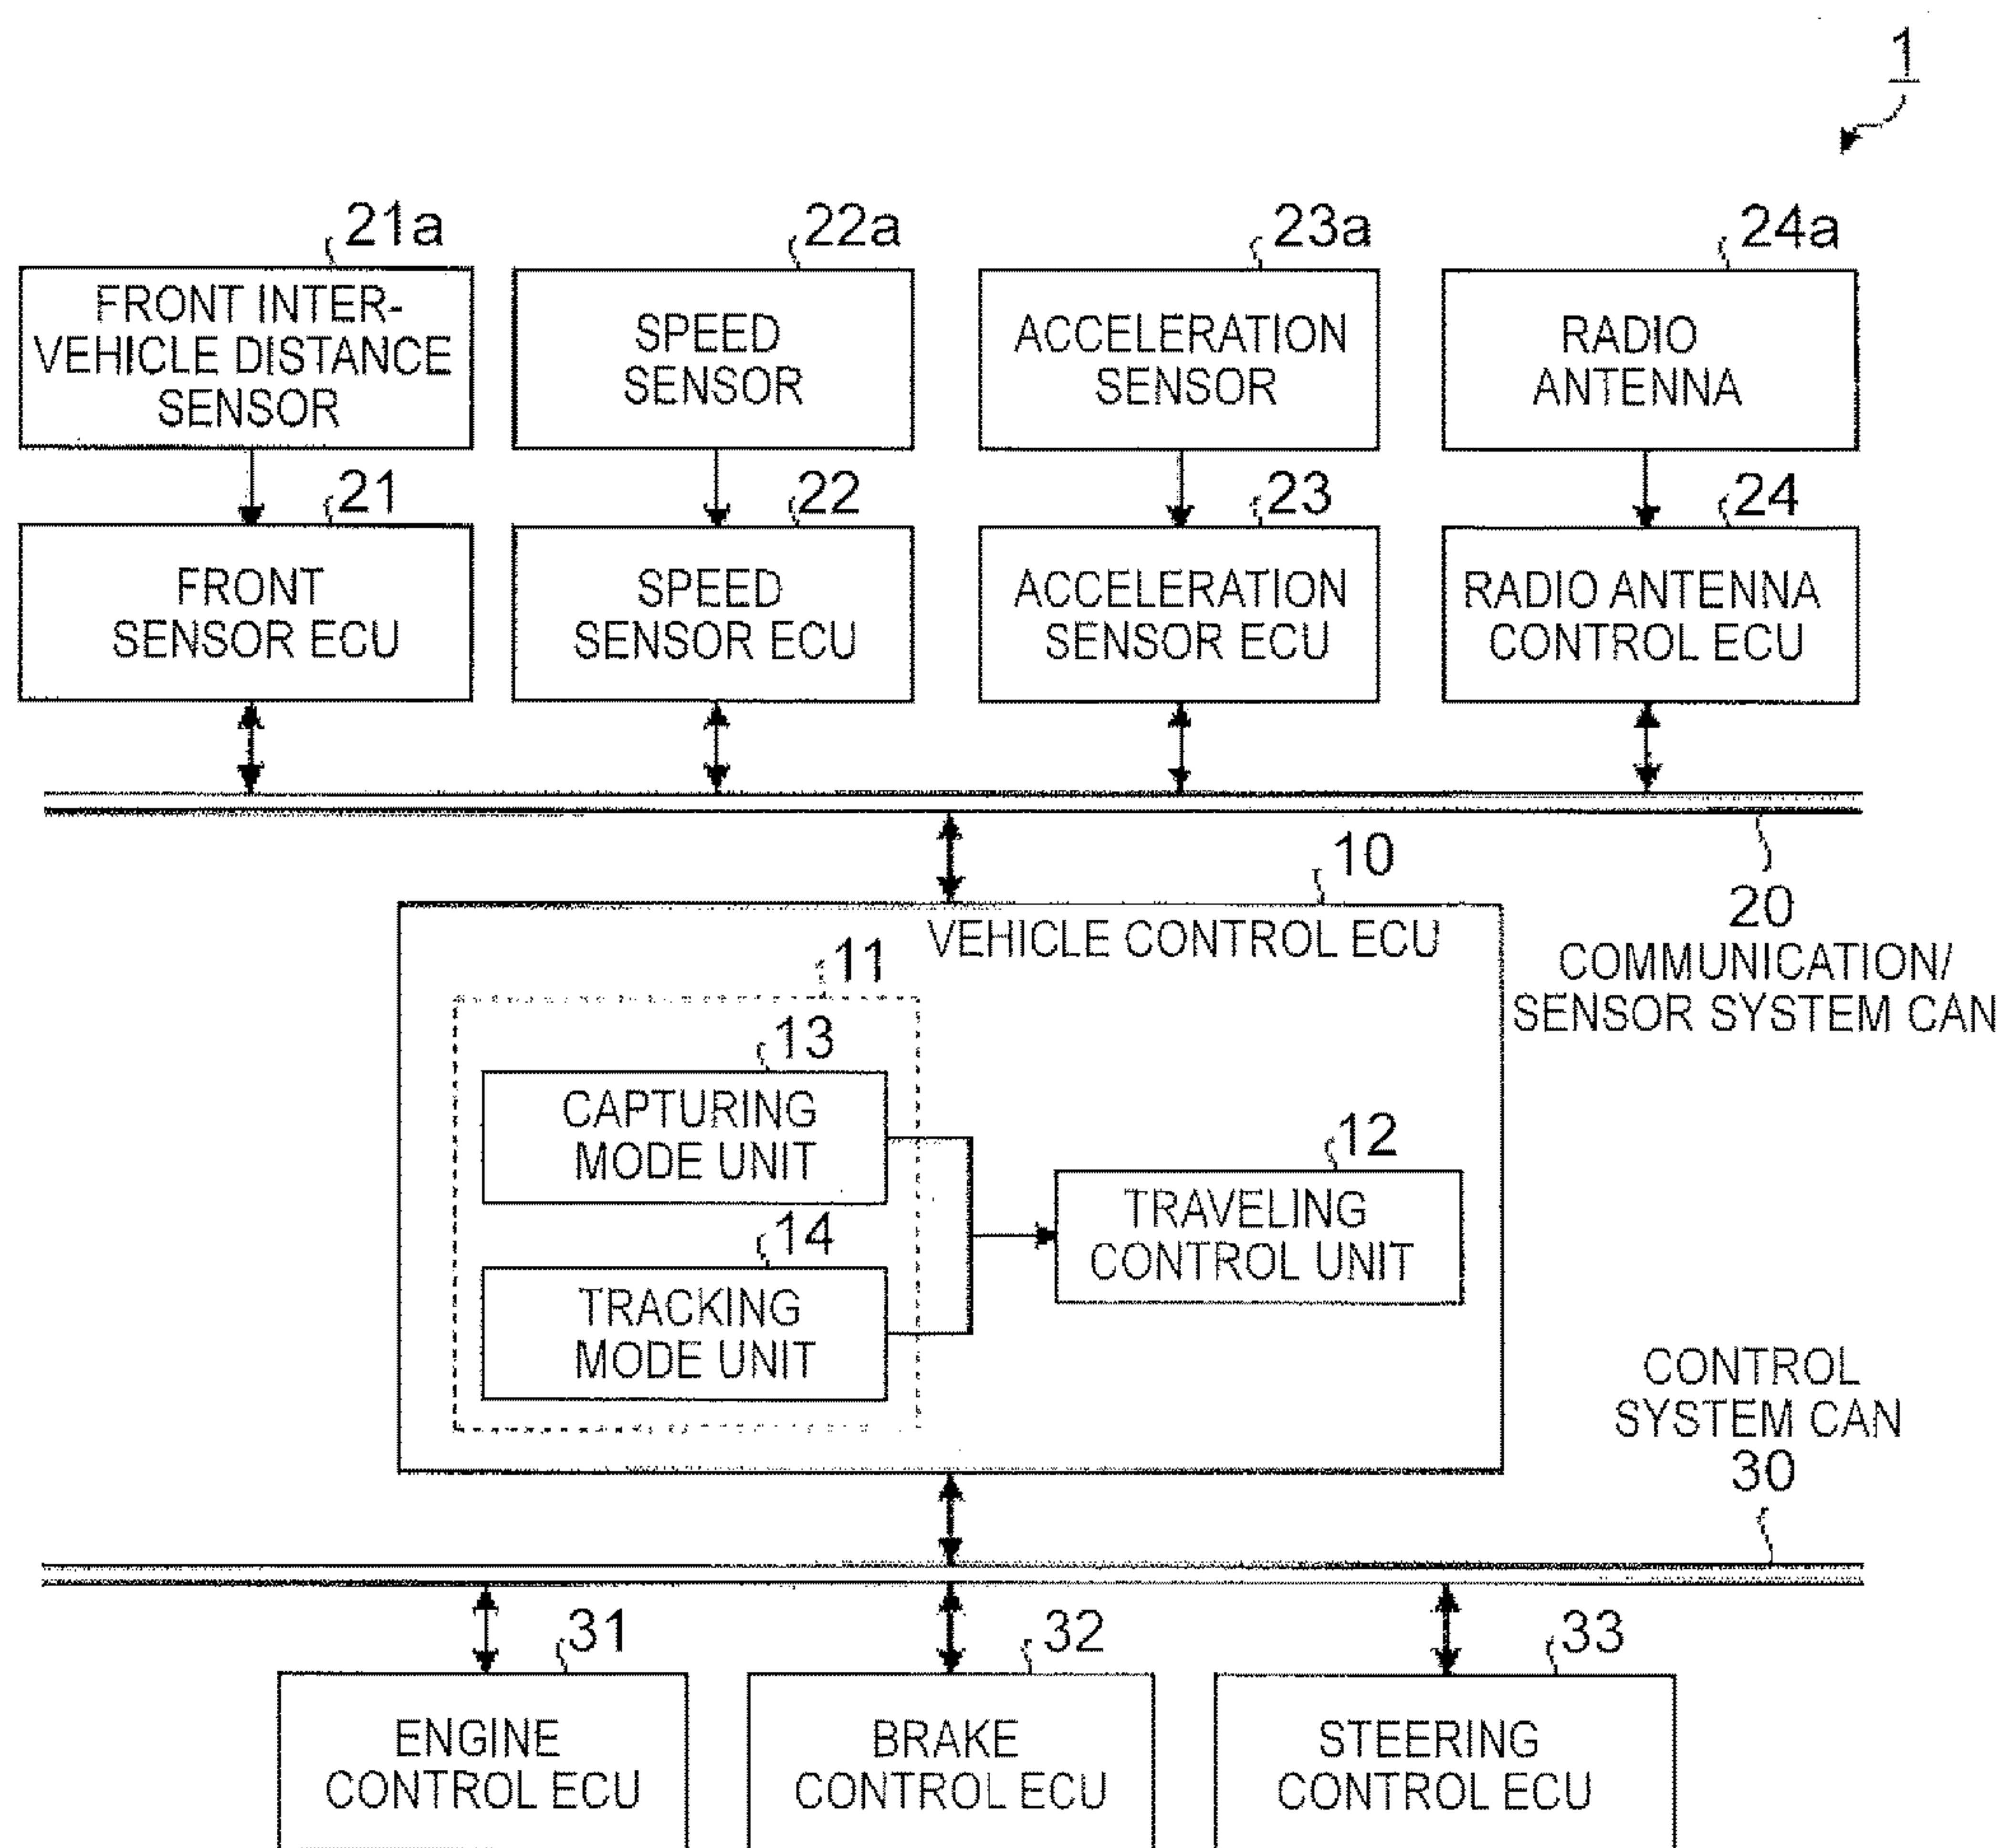 1
21a
22a
23a
24a
FRONT INTER-
VEHICLE DISTANCE
SENSOR
SPEED
SENSOR
ACCELERATION
SENSOR
RADIO
ANTENNA
21
22
23
24
FRONT
SENSOR ECU
SPEED
SENSOR ECU
ACCELERATION
SENSOR ECU
RADIO ANTENNA
CONTROL ECU
10
20
COMMUNICATION/
SENSOR SYSTEM CAN
VEHICLE CONTROL ECU
11
13
CAPTURING
MODE UNIT
12
TRAVELING
CONTROL UNIT
14
TRACKING
MODE UNIT
CONTROL
SYSTEM CAN
30
31
32
33
ENGINE
CONTROL ECU
BRAKE
CONTROL ECU
STEERING
CONTROL ECU